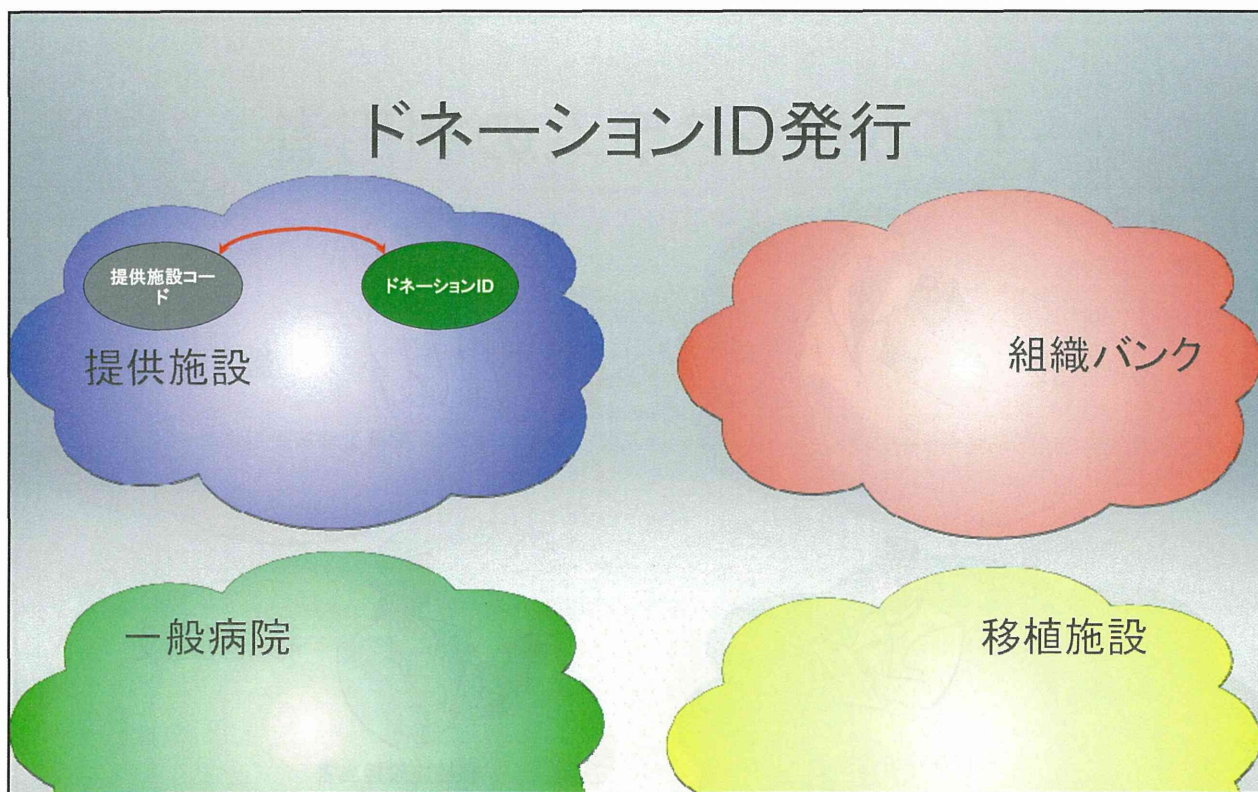 ドネーションID発行
提供施設コー
ド
ドネーションID
提供施設
組織バンク
一般病院
移植施設